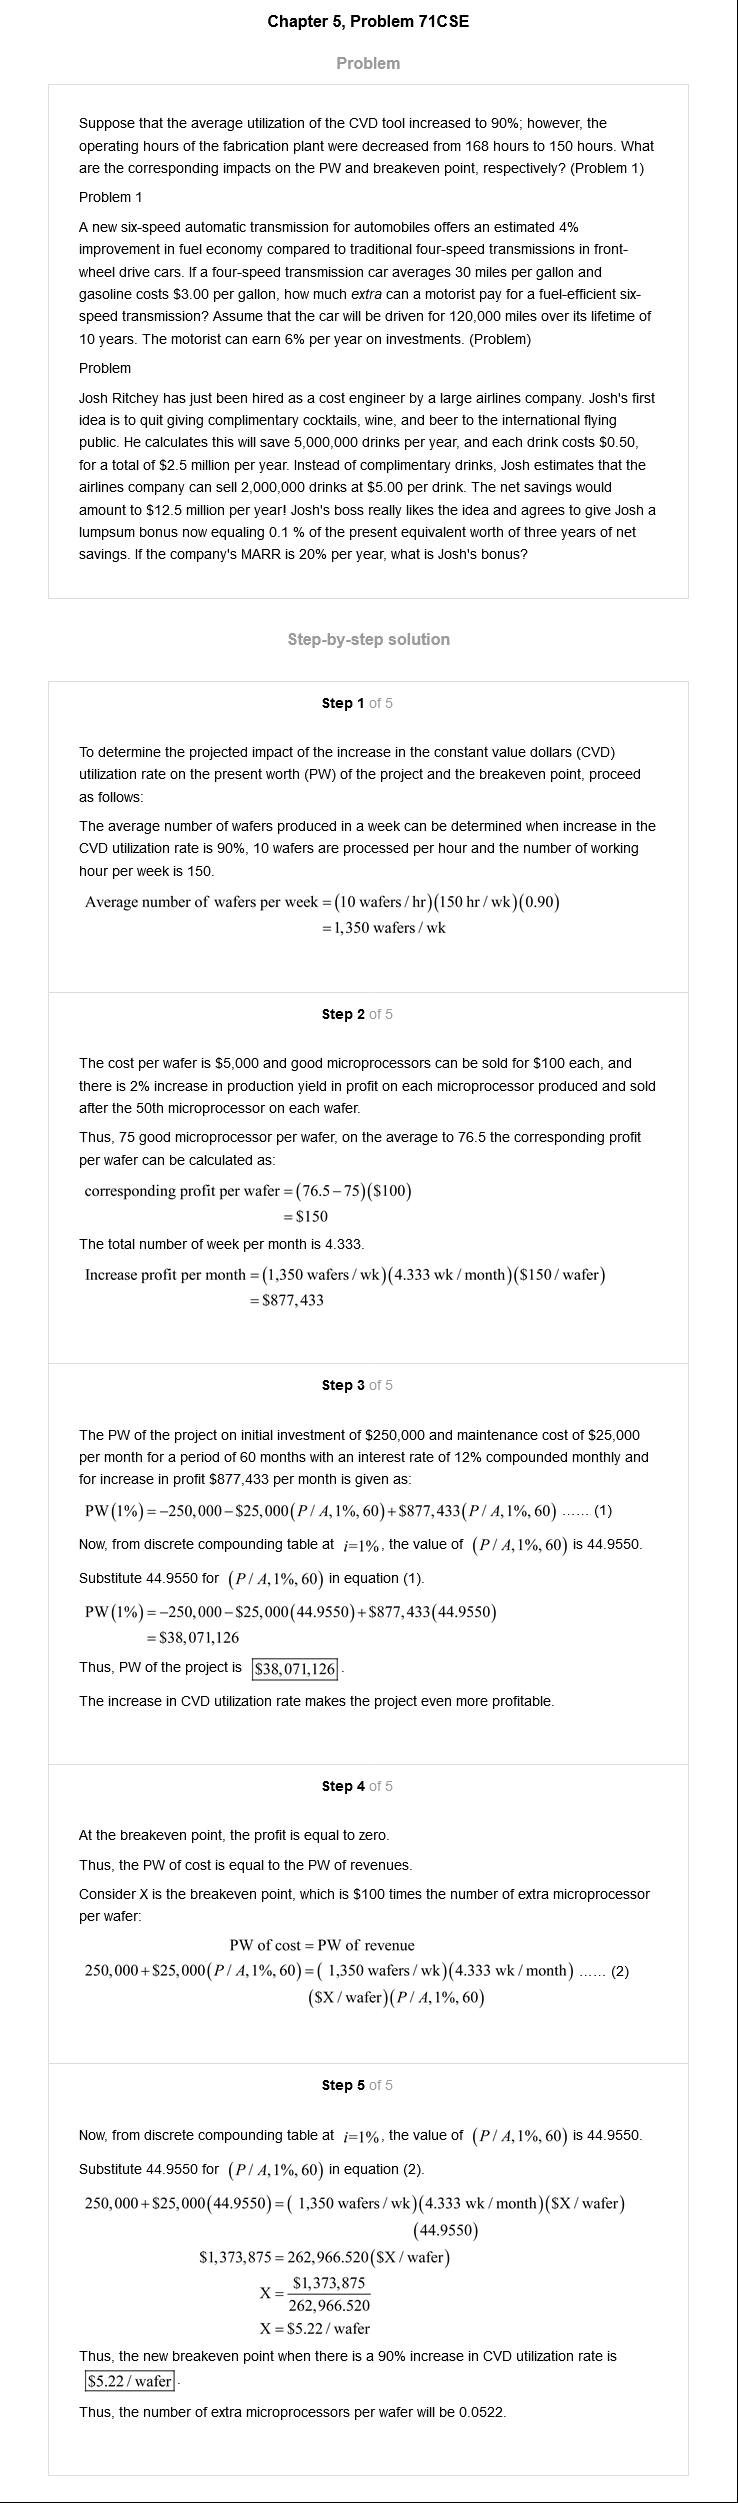 Chapter 5, Problem 71CSE
Problem
Suppose that the average utilization of the CVD tool increased to 90%; however, the
operating hours of the fabrication plant were decreased from 168 hours to 150 hours. What
are the corresponding impacts on the PW and breakeven point, respectively? (Problem 1)
Problem 1
A new six-speed automatic transmission for automobiles offers an estimated 4%
improvement in fuel economy compared to traditional four-speed transmissions in front-
wheel drive cars. If a four-speed transmission car averages 30 miles per gallon and
gasoline costs $3.00 per gallon, how much extra can a motorist pay for a fuel-efficient six-
speed transmission? Assume that the car will be driven for 120,000 miles over its lifetime of
10 years. The motorist can earn 6% per year on investments. (Problem)
Problem
Josh Ritchey has just been hired as a cost engineer by a large airlines company. Josh's first
idea is to quit giving complimentary cocktails, wine, and beer to the international flying
public. He calculates this will save 5,000,000 drinks per year, and each drink costs $0.50,
for a total of $2.5 million per year. Instead of complimentary drinks, Josh estimates that the
airlines company can sell 2,000,000 drinks at $5.00 per drink. The net savings would
amount to $12.5 million per year! Josh's boss really likes the idea and agrees to give Josh a
lumpsum bonus now equaling 0.1 % of the present equivalent worth of three years of net
savings. If the company's MARR is 20% per year, what is Josh's bonus?
Step-by-step solution
Step 1 of 5
To determine the projected impact of the increase in the constant value dollars (CVD)
utilization rate on the present worth (PW) of the project and the breakeven point, proceed
as follows:
The average number of wafers produced in a week can be determined when increase in the
CVD utilization rate is 90%, 10 wafers are processed per hour and the number of working
hour per week is 150.
Average number of wafers per week = (10 wafers / hr)(150 hr / wk)(0.90)
= 1,350 wafers / wk
Step 2 of 5
The cost per wafer is $5,000 and good microprocessors can be sold for $100 each, and
there is 2% increase in production yield in profit on each microprocessor produced and sold
after the 50th microprocessor on each wafer.
Thus, 75 good microprocessor per wafer, on the average to 76.5 the corresponding profit
per wafer can be calculated as:
corresponding profit per wafer = (76.5 – 75)($100)
= $150
The total number of week per month is 4.333.
Increase profit per month = (1,350 wafers / wk)(4.333 wk / month)($150 / wafer)
= $877,433
Step 3 of 5
The PW of the project on initial investment of $250,000 and maintenance cost of $25,000
per month for a period of 60 months with an interest rate of 12% compounded monthly and
for increase in profit $877,433 per month is given as:
PW(1%) = –250,000 – $25,000(P / A,1%, 60) + $877,433(P / A,1%, 60) ...... (1)
Now, from discrete compounding table at i=1%, the value of (P / A,1%, 60) is 44.9550.
Substitute 44.9550 for (P / A,1%, 60) in equation (1).
PW(1%) = –250,000 – $25,000(44.9550) + $877,433(44.9550)
= $38,071,126
Thus, PW of the project is $38,071,126.
The increase in CVD utilization rate makes the project even more profitable.
Step 4 of 5
At the breakeven point, the profit is equal to zero.
Thus, the PW of cost is equal to the PW of revenues.
Consider X is the breakeven point, which is $100 times the number of extra microprocessor
per wafer:
PW of cost = PW of revenue
250,000 + $25,000(P / A,1%, 60) = ( 1,350 wafers / wk)(4.333 wk / month) ...... (2)
($X / wafer)(P / A,1%, 60)
Step 5 of 5
Now, from discrete compounding table at i=1%, the value of (P / A,1%, 60) is 44.9550.
Substitute 44.9550 for (P / A,1%, 60) in equation (2).
250,000 + $25,000(44.9550) = ( 1,350 wafers / wk)(4.333 wk / month)($X / wafer)
(44.9550)
$1,373,875 = 262,966.520($X / wafer)
X = $1,373,875 / 262,966.520
X = $5.22 / wafer
Thus, the new breakeven point when there is a 90% increase in CVD utilization rate is
$5.22 / wafer.
Thus, the number of extra microprocessors per wafer will be 0.0522.